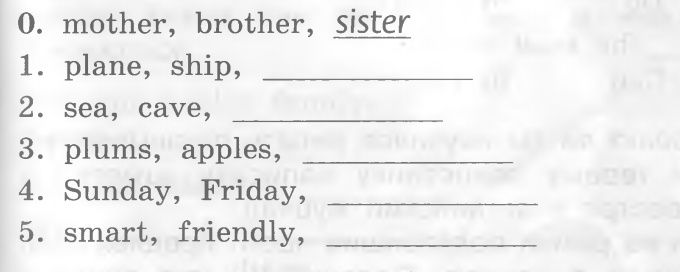 0. mother, brother, sister
1. plane, ship,
2. sea, cave,
3. plums, apples,
4. Sunday, Friday,
5. smart, friendly,